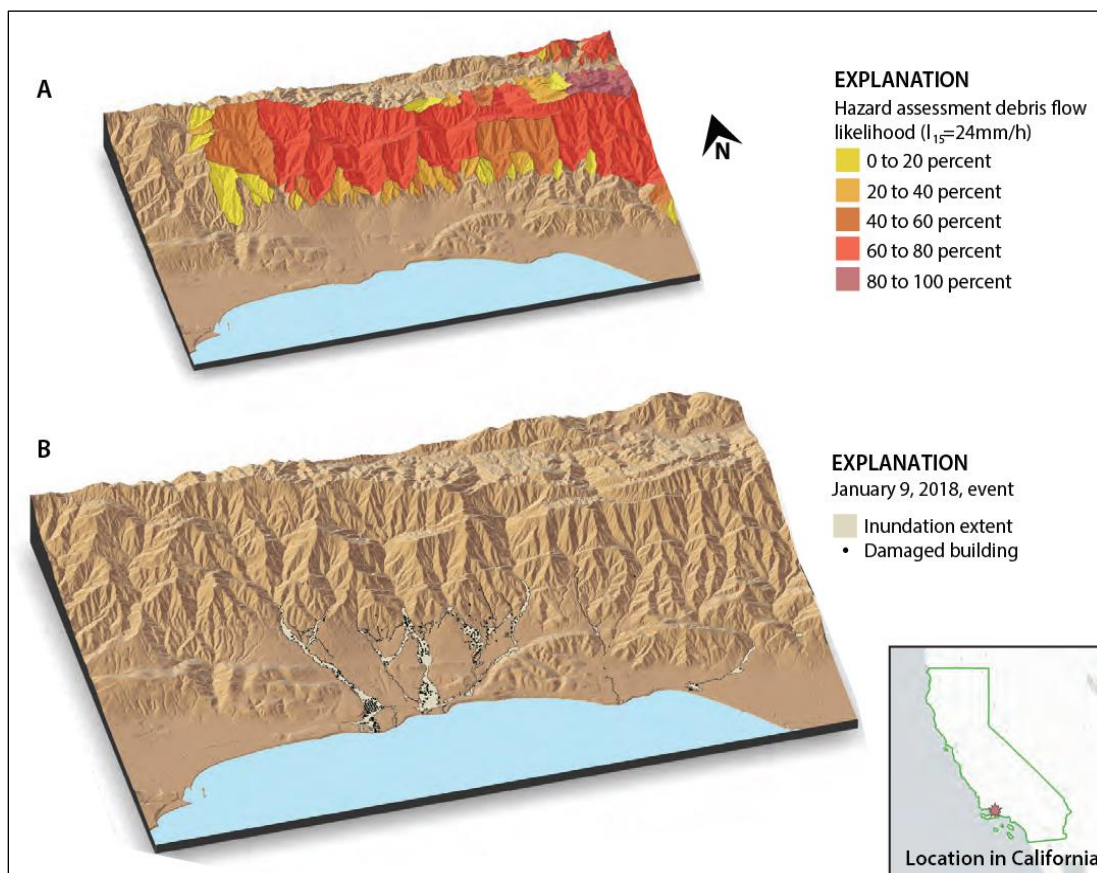 A
N
EXPLANATION
Hazard assessment debris flow
likelihood (I15=24mm/h)
0 to 20 percent
20 to 40 percent
40 to 60 percent
60 to 80 percent
80 to 100 percent
B
EXPLANATION
January 9, 2018, event
Inundation extent
Damaged building
Location in California